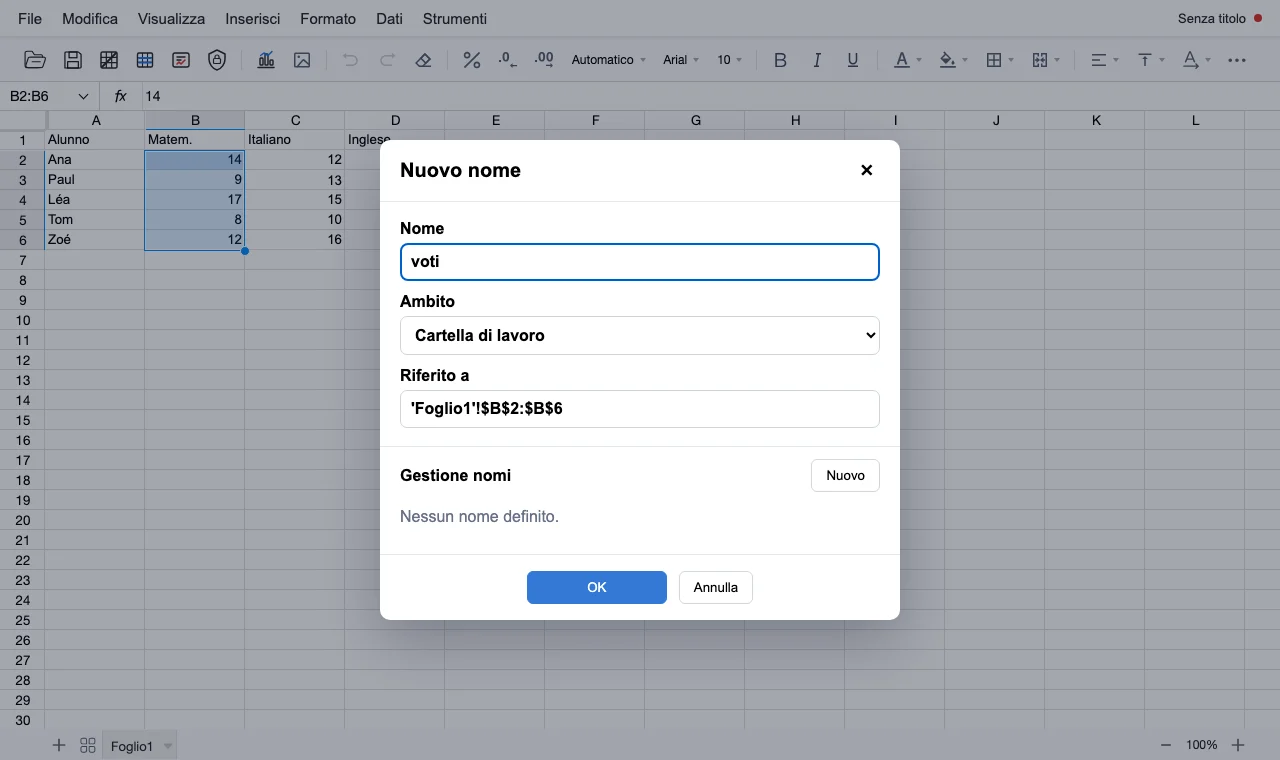 File Modifica Visualizza Inserisci Formato Dati Strumenti Senza titolo
Automatico Arial 10
B2:B6 fx 14
A B C D E F G H I J K L
1 Alunno Matem. Italiano Inglese
2 Ana 14 12
3 Paul 9 13
4 Léa 17 15
5 Tom 8 10
6 Zoé 12 16
7
8
9
10
11
12
13
14
15
16
17
18
19
20
21
22
23
24
25
26
27
28
29
30
Nuovo nome
Nome
voti
Ambito
Cartella di lavoro
Riferito a
'Foglio1'!$B$2:$B$6
Gestione nomi Nuovo
Nessun nome definito.
OK Annulla
Foglio1 100%